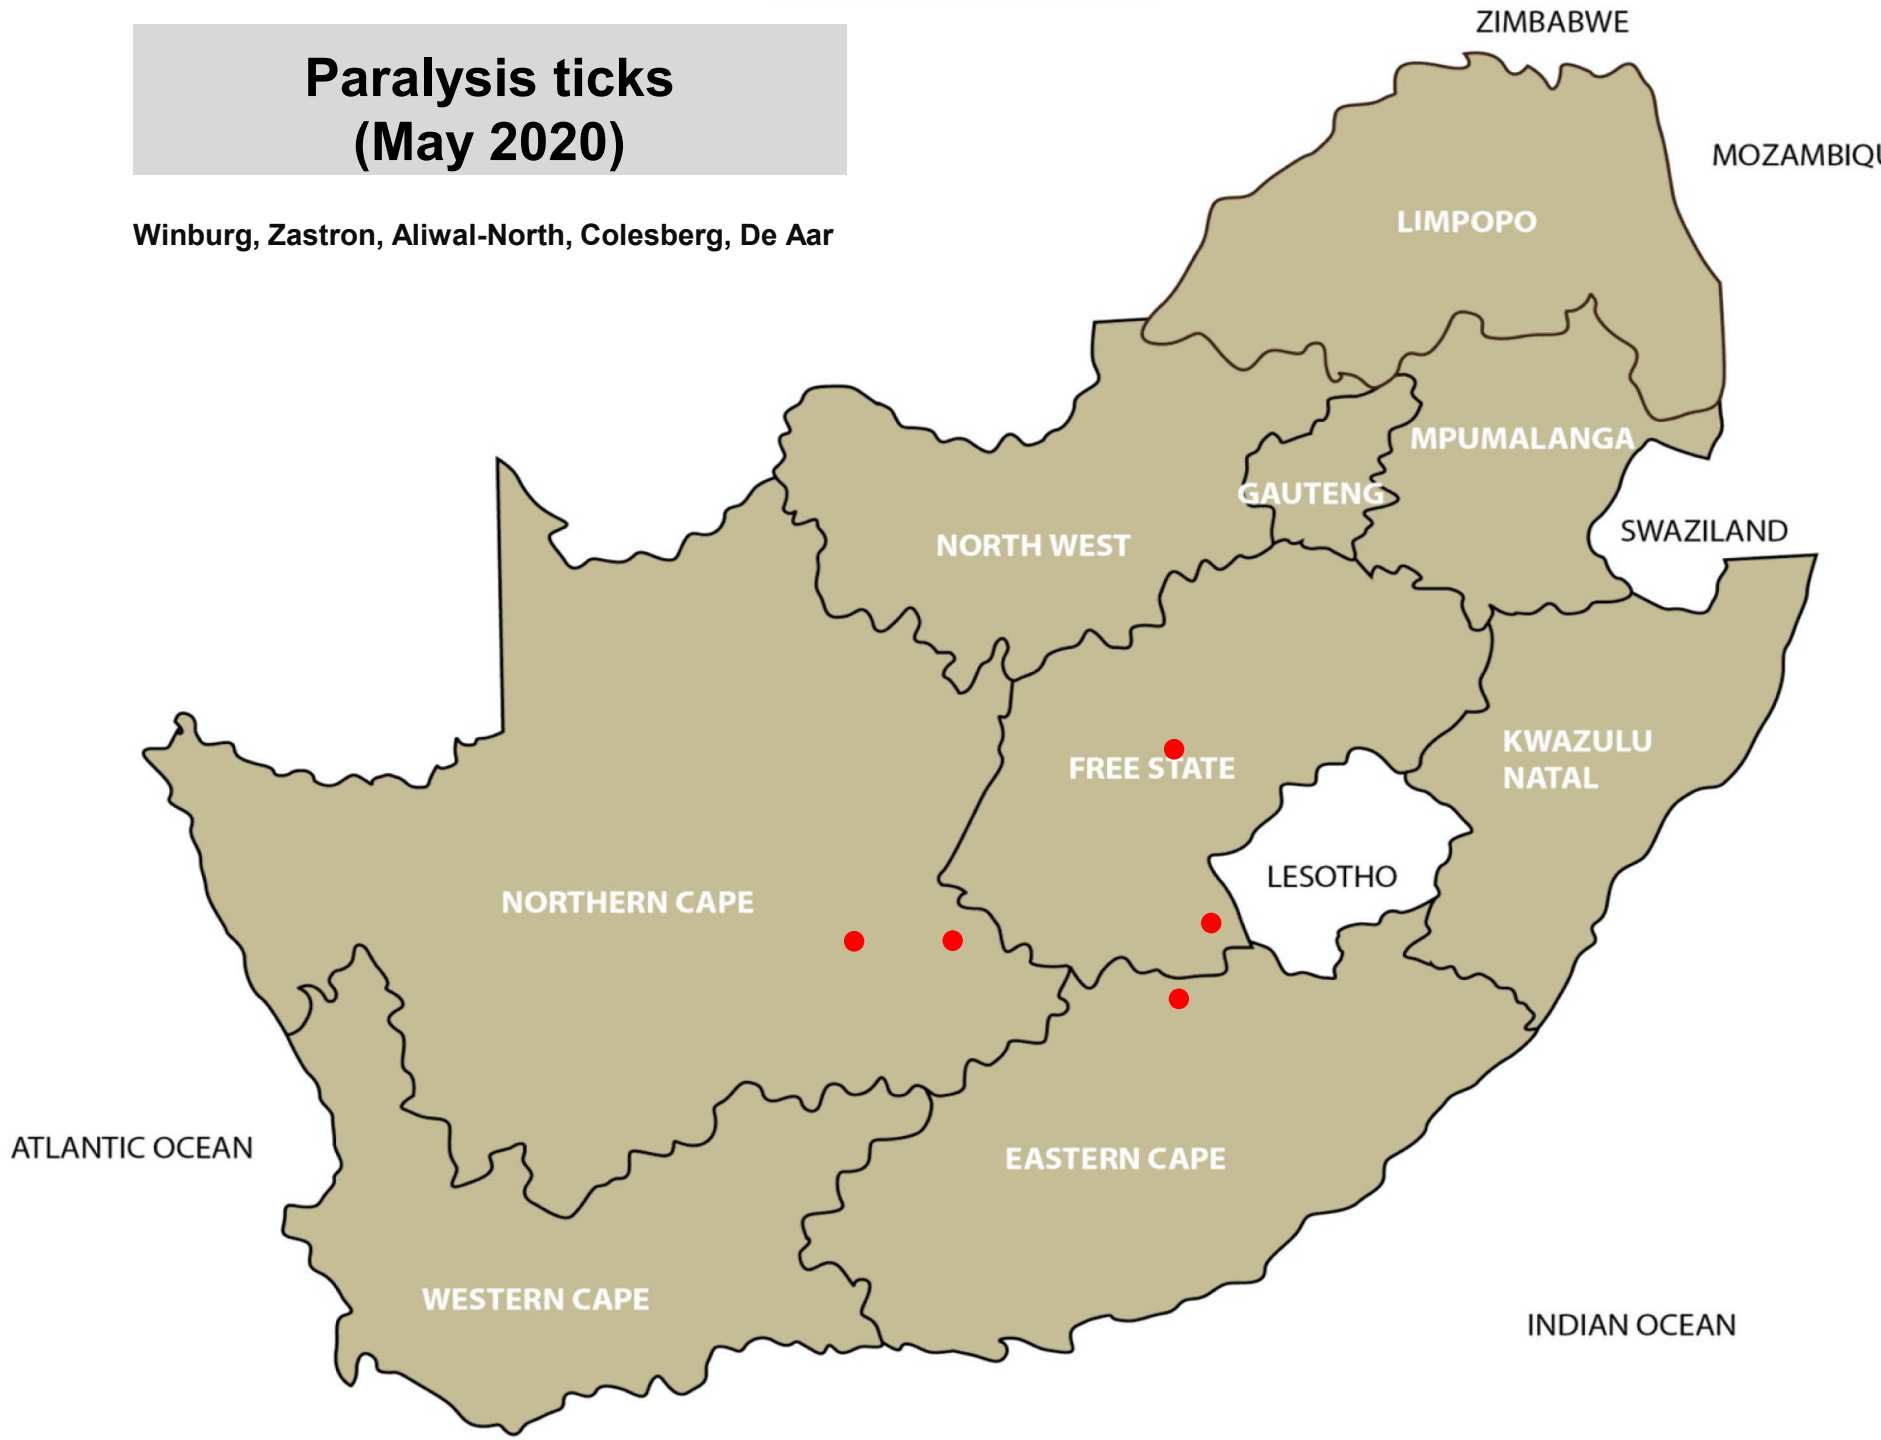 Paralysis ticks
(May 2020)
Winburg, Zastron, Aliwal-North, Colesberg, De Aar
ZIMBABWE
MOZAMBIQU
LIMPOPO
MPUMALANGA
GAUTENG
SWAZILAND
NORTH WEST
KWAZULU
NATAL
FREE STATE
LESOTHO
NORTHERN CAPE
ATLANTIC OCEAN
EASTERN CAPE
WESTERN CAPE
INDIAN OCEAN